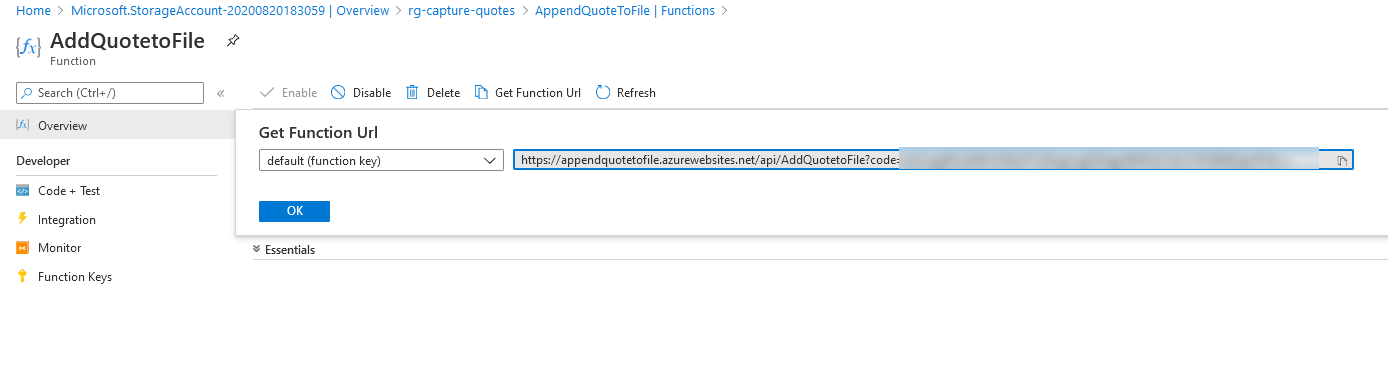 Home > Microsoft.StorageAccount-20200820183059 | Overview > rg-capture-quotes > AppendQuoteToFile | Functions >
{fx} AddQuotetoFile
Function
Search (Ctrl+/) «
Enable Disable Delete Get Function Url Refresh
Overview
Get Function Url
default (function key) https://appendquotetofile.azurewebsites.net/api/AddQuotetoFile?code=
OK
Developer
Code + Test
Integration
Monitor
Function Keys
Essentials